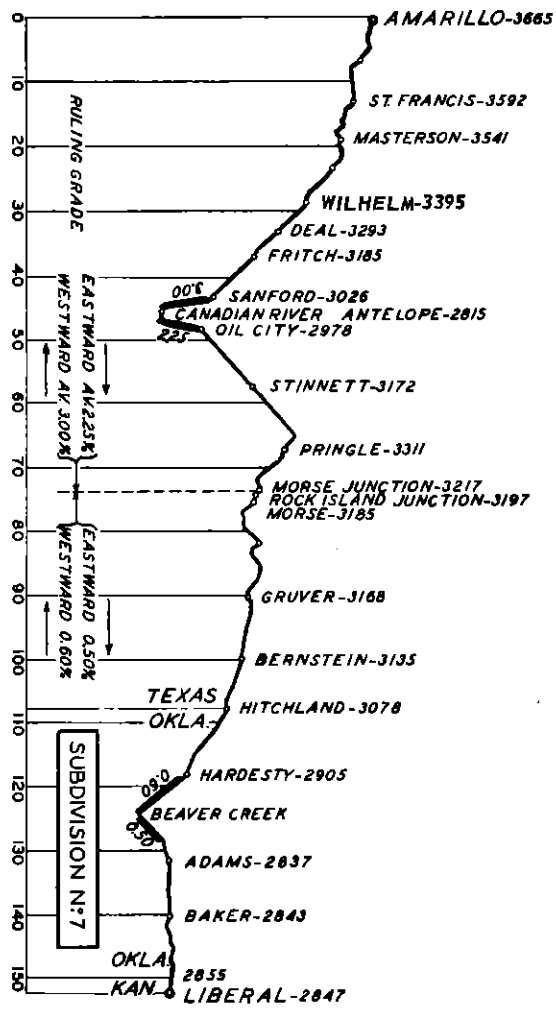 AMARILLO-3665
ST. FRANCIS-3592
MASTERSON-3541
WILHELM-3395
DEAL-3293
FRITCH-3185
SANFORD-3026
3.00
CANADIAN RIVER ANTELOPE-2815
2.25
OIL CITY-2978
STINNETT-3172
PRINGLE-3311
MORSE JUNCTION-3217
ROCK ISLAND JUNCTION-3197
MORSE-3185
GRUVER-3168
BERNSTEIN-3135
TEXAS
HITCHLAND-3078
OKLA.
HARDESTY-2905
0.60
BEAVER CREEK
0.50
ADAMS-2837
BAKER-2843
OKLA.
2855
KAN.
LIBERAL-2847
RULING GRADE
EASTWARD AV. 2.25%
WESTWARD AV. 3.00%
EASTWARD 0.50%
WESTWARD 0.60%
SUBDIVISION Nº 7
0
10
20
30
40
50
60
70
80
90
100
110
120
130
140
150